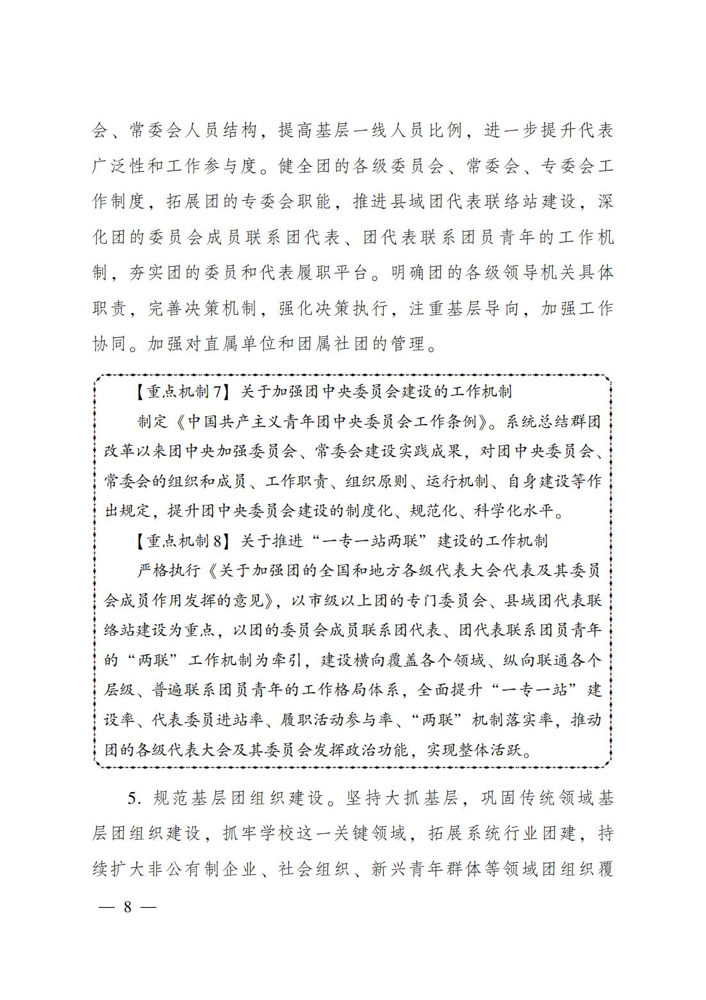 会、常委会人员结构，提高基层一线人员比例，进一步提升代表
广泛性和工作参与度。健全团的各级委员会、常委会、专委会工
作制度，拓展团的专委会职能，推进县域团代表联络站建设，深
化团的委员会成员联系团代表、团代表联系团员青年的工作机
制，夯实团的委员和代表履职平台。明确团的各级领导机关具体
职责，完善决策机制，强化决策执行，注重基层导向，加强工作
协同。加强对直属单位和团属社团的管理。
【重点机制7】关于加强团中央委员会建设的工作机制
制定《中国共产主义青年团中央委员会工作条例》。系统总结群团
改革以来团中央加强委员会、常委会建设实践成果，对团中央委员会、
常委会的组织和成员、工作职责、组织原则、运行机制、自身建设等作
出规定，提升团中央委员会建设的制度化、规范化、科学化水平。
【重点机制8】关于推进“一专一站两联”建设的工作机制
严格执行《关于加强团的全国和地方各级代表大会代表及其委员
会成员作用发挥的意见》，以市级以上团的专门委员会、县域团代表联
络站建设为重点，以团的委员会成员联系团代表、团代表联系团员青年
的“两联”工作机制为牵引，建设横向覆盖各个领域、纵向联通各个
层级、普遍联系团员青年的工作格局体系，全面提升“一专一站”建
设率、代表委员进站率、履职活动参与率、“两联”机制落实率，推动
团的各级代表大会及其委员会发挥政治功能，实现整体活跃。
5. 规范基层团组织建设。坚持大抓基层，巩固传统领域基
层团组织建设，抓牢学校这一关键领域，拓展系统行业团建，持
续扩大非公有制企业、社会组织、新兴青年群体等领域团组织覆
— 8 —